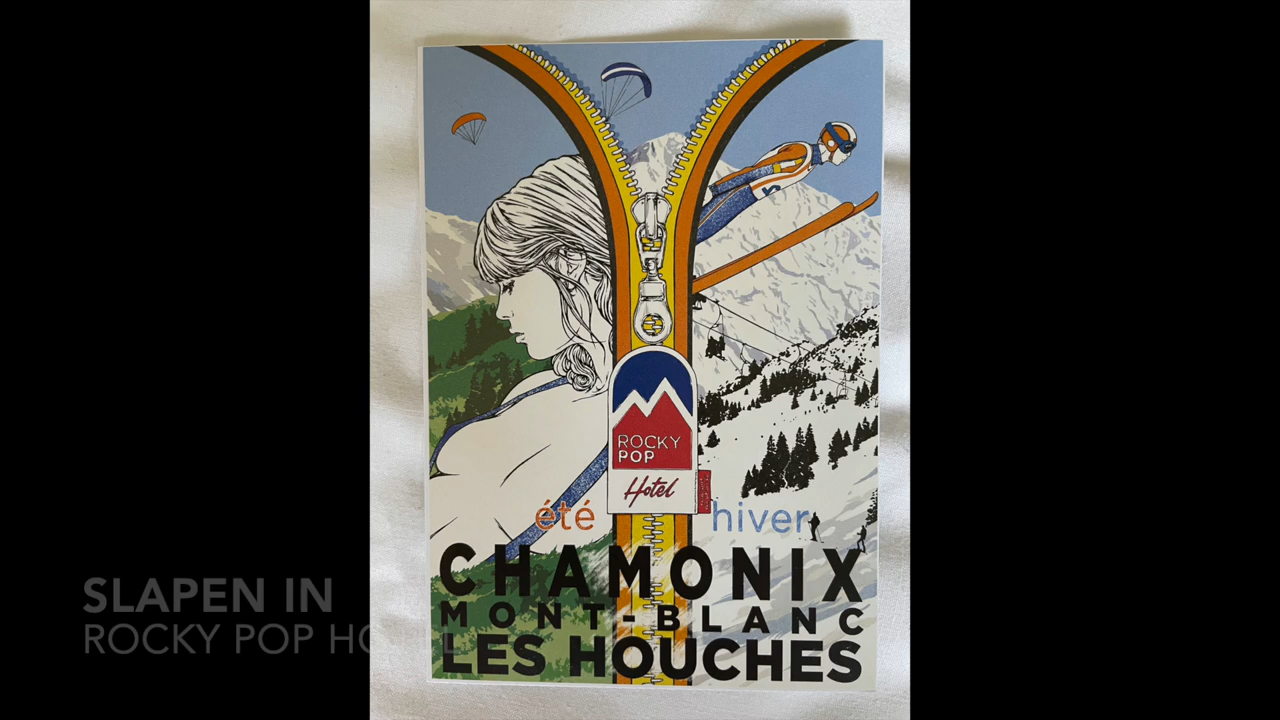 ROCKY
POP
Hotel
été hiver
CHAMONIX
MONT-BLANC
LES HOUCHES
SLAPEN IN
ROCKY POP HO